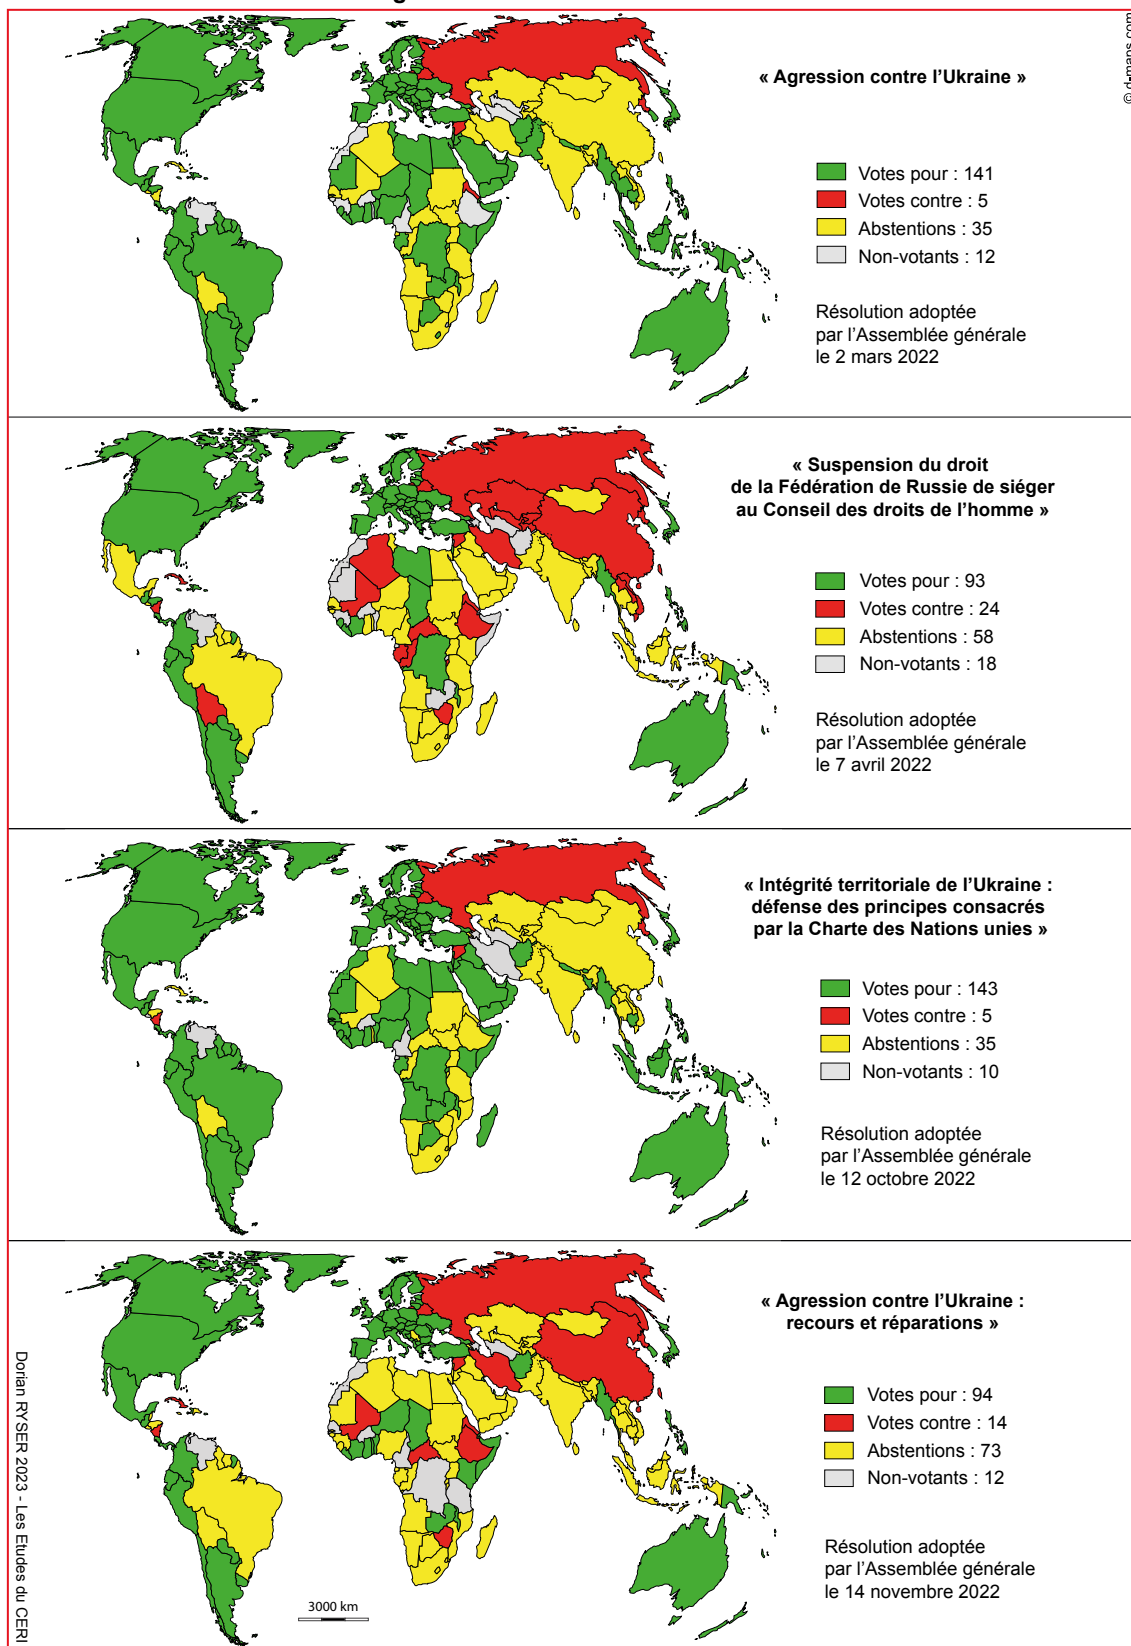 © d-maps.com
« Agression contre l'Ukraine »
Votes pour : 141
Votes contre : 5
Abstentions : 35
Non-votants : 12
Résolution adoptée
par l'Assemblée générale
le 2 mars 2022
« Suspension du droit
de la Fédération de Russie de siéger
au Conseil des droits de l'homme »
Votes pour : 93
Votes contre : 24
Abstentions : 58
Non-votants : 18
Résolution adoptée
par l'Assemblée générale
le 7 avril 2022
« Intégrité territoriale de l'Ukraine :
défense des principes consacrés
par la Charte des Nations unies »
Votes pour : 143
Votes contre : 5
Abstentions : 35
Non-votants : 10
Résolution adoptée
par l'Assemblée générale
le 12 octobre 2022
« Agression contre l'Ukraine :
recours et réparations »
Votes pour : 94
Votes contre : 14
Abstentions : 73
Non-votants : 12
Résolution adoptée
par l'Assemblée générale
le 14 novembre 2022
3000 km
Dorian RYSER 2023 - Les Etudes du CERI